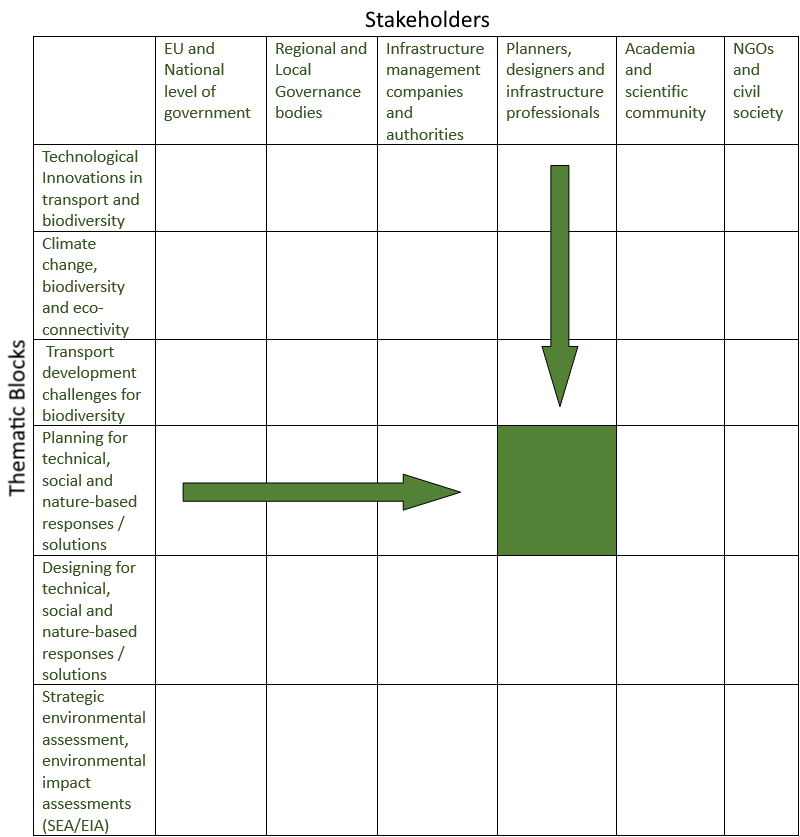 Stakeholders
EU and
National
level of
government
Regional and
Local
Governance
bodies
Infrastructure
management
companies
and
authorities
Planners,
designers and
infrastructure
professionals
Academia
and
scientific
community
NGOs
and
civil
society
Thematic Blocks
Technological
Innovations in
transport and
biodiversity
Climate
change,
biodiversity
and eco-
connectivity
Transport
development
challenges for
biodiversity
Planning for
technical,
social and
nature-based
responses /
solutions
Designing for
technical,
social and
nature-based
responses /
solutions
Strategic
environmental
assessment,
environmental
impact
assessments
(SEA/EIA)